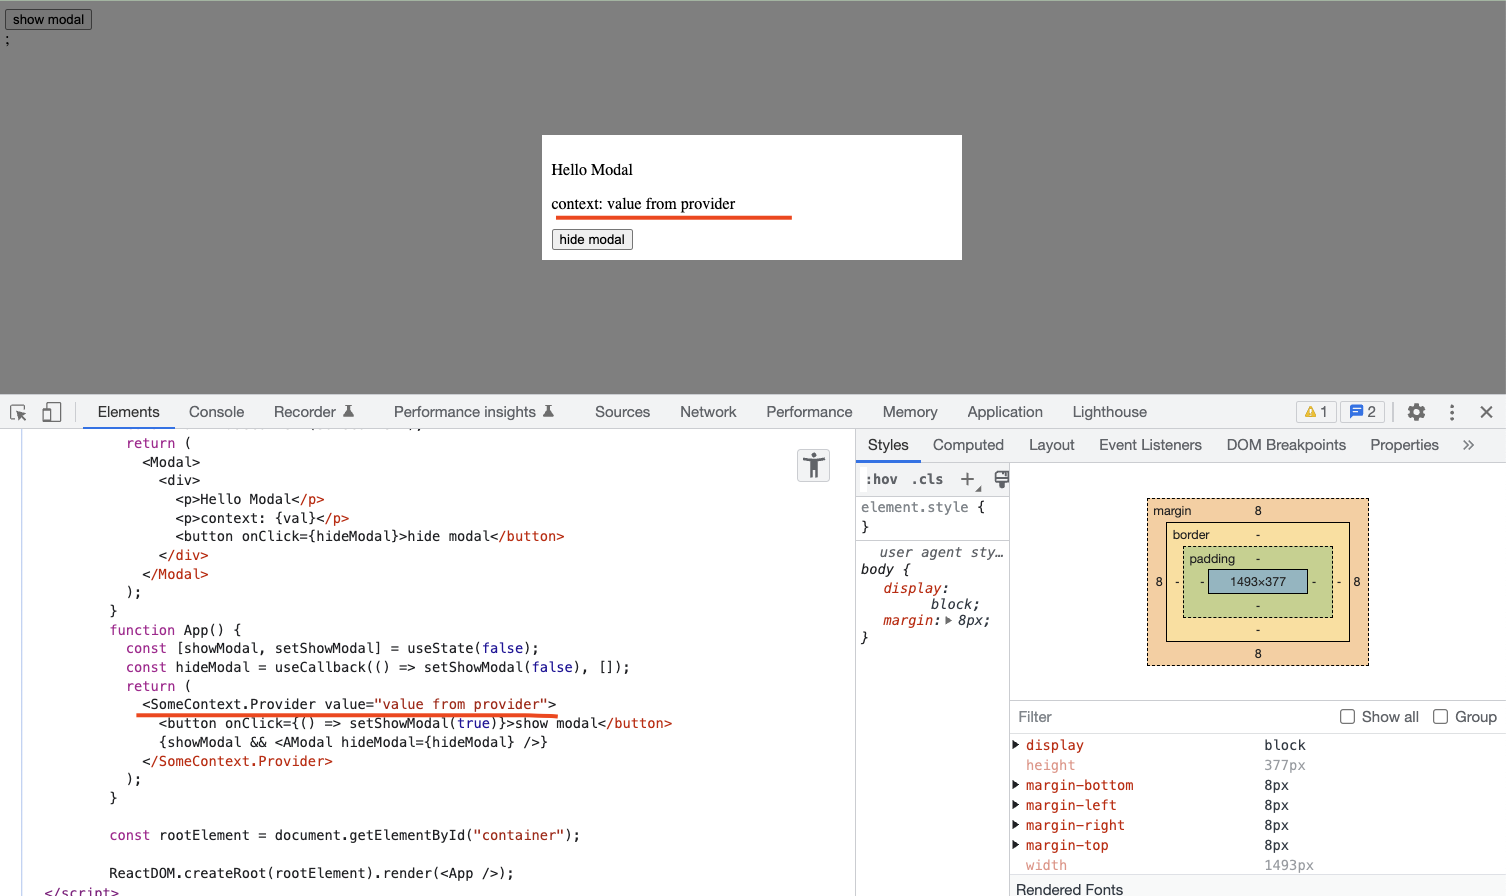 show modal
;
Hello Modal
context: value from provider
hide modal
Elements Console Recorder Performance insights Sources Network Performance Memory Application Lighthouse 1 2
return (
<Modal>
<div>
<p>Hello Modal</p>
<p>context: {val}</p>
<button onClick={hideModal}>hide modal</button>
</div>
</Modal>
);
}
function App() {
const [showModal, setShowModal] = useState(false);
const hideModal = useCallback(() => setShowModal(false), []);
return (
<SomeContext.Provider value="value from provider">
<button onClick={() => setShowModal(true)}>show modal</button>
{showModal && <AModal hideModal={hideModal} />}
</SomeContext.Provider>
);
}
const rootElement = document.getElementById("container");
ReactDOM.createRoot(rootElement).render(<App />);
</script>
Styles Computed Layout Event Listeners DOM Breakpoints Properties »
:hov .cls +
element.style {
}
user agent sty…
body {
display:
block;
margin: 8px;
}
margin 8
border -
padding -
8 - - 1493×377 - - 8
-
-
8
Filter Show all Group
display block
height 377px
margin-bottom 8px
margin-left 8px
margin-right 8px
margin-top 8px
width 1493px
Rendered Fonts